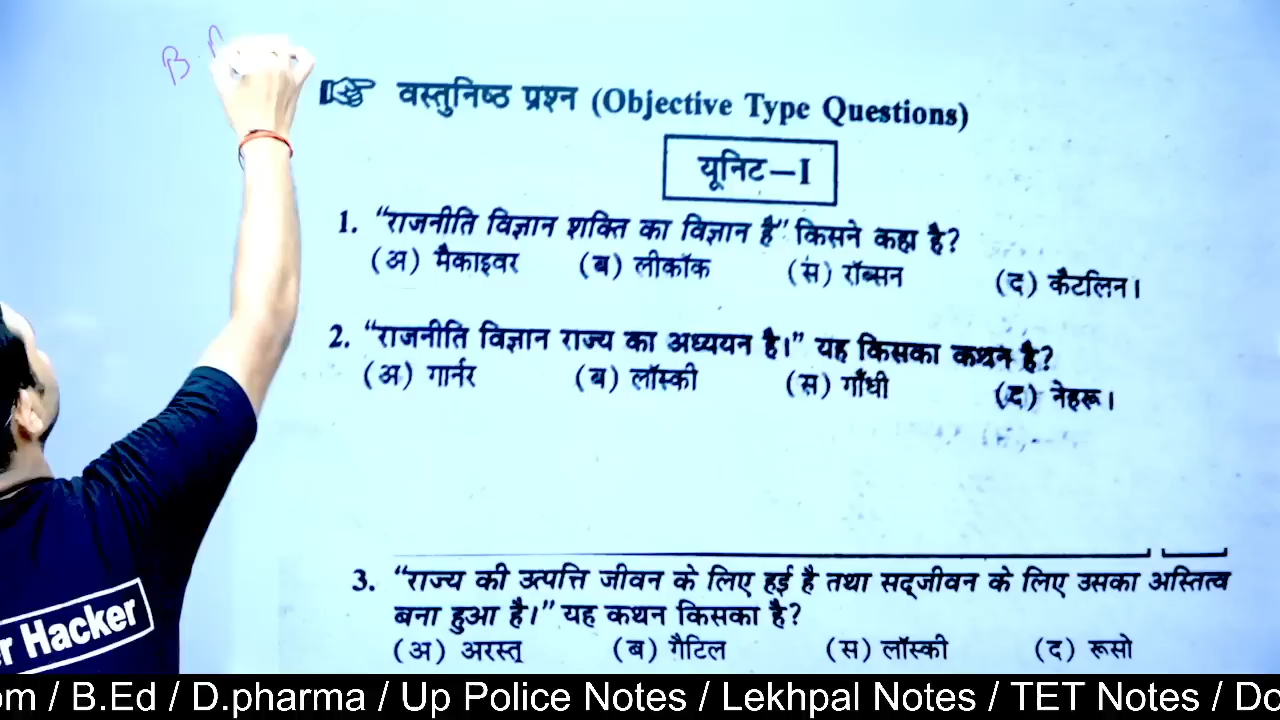 B.
वस्तुनिष्ठ प्रश्न (Objective Type Questions)
यूनिट—I
1. “राजनीति विज्ञान शक्ति का विज्ञान है” किसने कहा है?
(अ) मैकाइवर (ब) लीकॉक (स) रॉब्सन (द) कैटलिन।
2. “राजनीति विज्ञान राज्य का अध्ययन है।” यह किसका कथन है?
(अ) गार्नर (ब) लॉस्की (स) गाँधी (द) नेहरू।
3. “राज्य की उत्पत्ति जीवन के लिए हुई है तथा सद्जीवन के लिए उसका अस्तित्व
बना हुआ है।” यह कथन किसका है?
(अ) अरस्तू (ब) गैटिल (स) लॉस्की (द) रूसो
r Hacker
om / B.Ed / D.pharma / Up Police Notes / Lekhpal Notes / TET Notes / Do